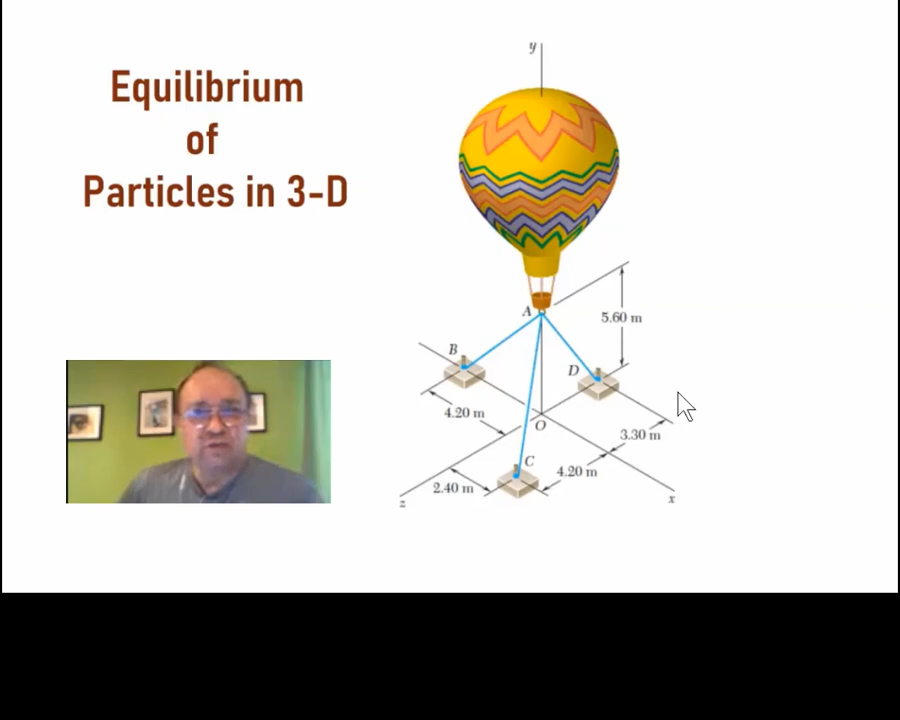 Equilibrium
of
Particles in 3-D
y
A
5.60 m
B
D
4.20 m
O
3.30 m
C
4.20 m
2.40 m
z
x